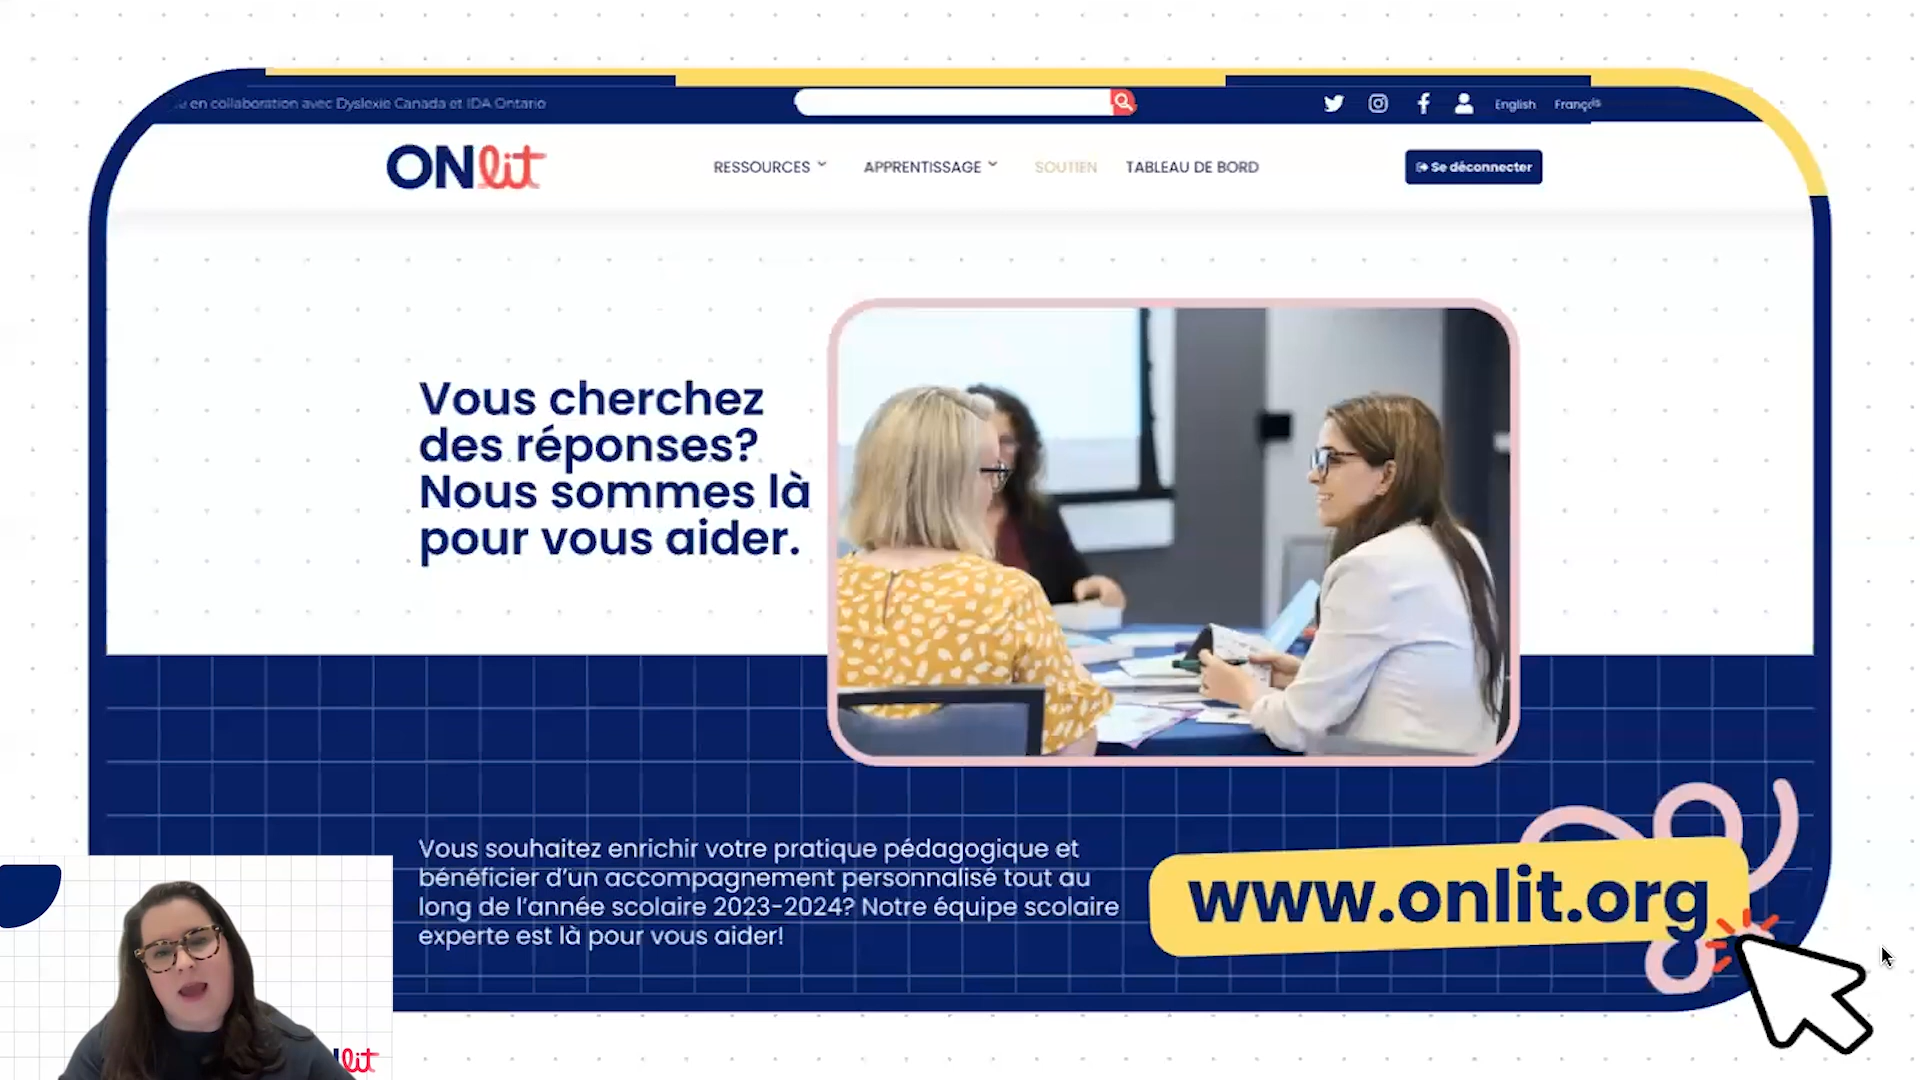 en collaboration avec Dyslexie Canada et IDA Ontario
English Français
ONlit
RESSOURCES APPRENTISSAGE SOUTIEN TABLEAU DE BORD
Se déconnecter
Vous cherchez
des réponses?
Nous sommes là
pour vous aider.
Vous souhaitez enrichir votre pratique pédagogique et
bénéficier d'un accompagnement personnalisé tout au
long de l'année scolaire 2023-2024? Notre équipe scolaire
experte est là pour vous aider!
www.onlit.org
lit